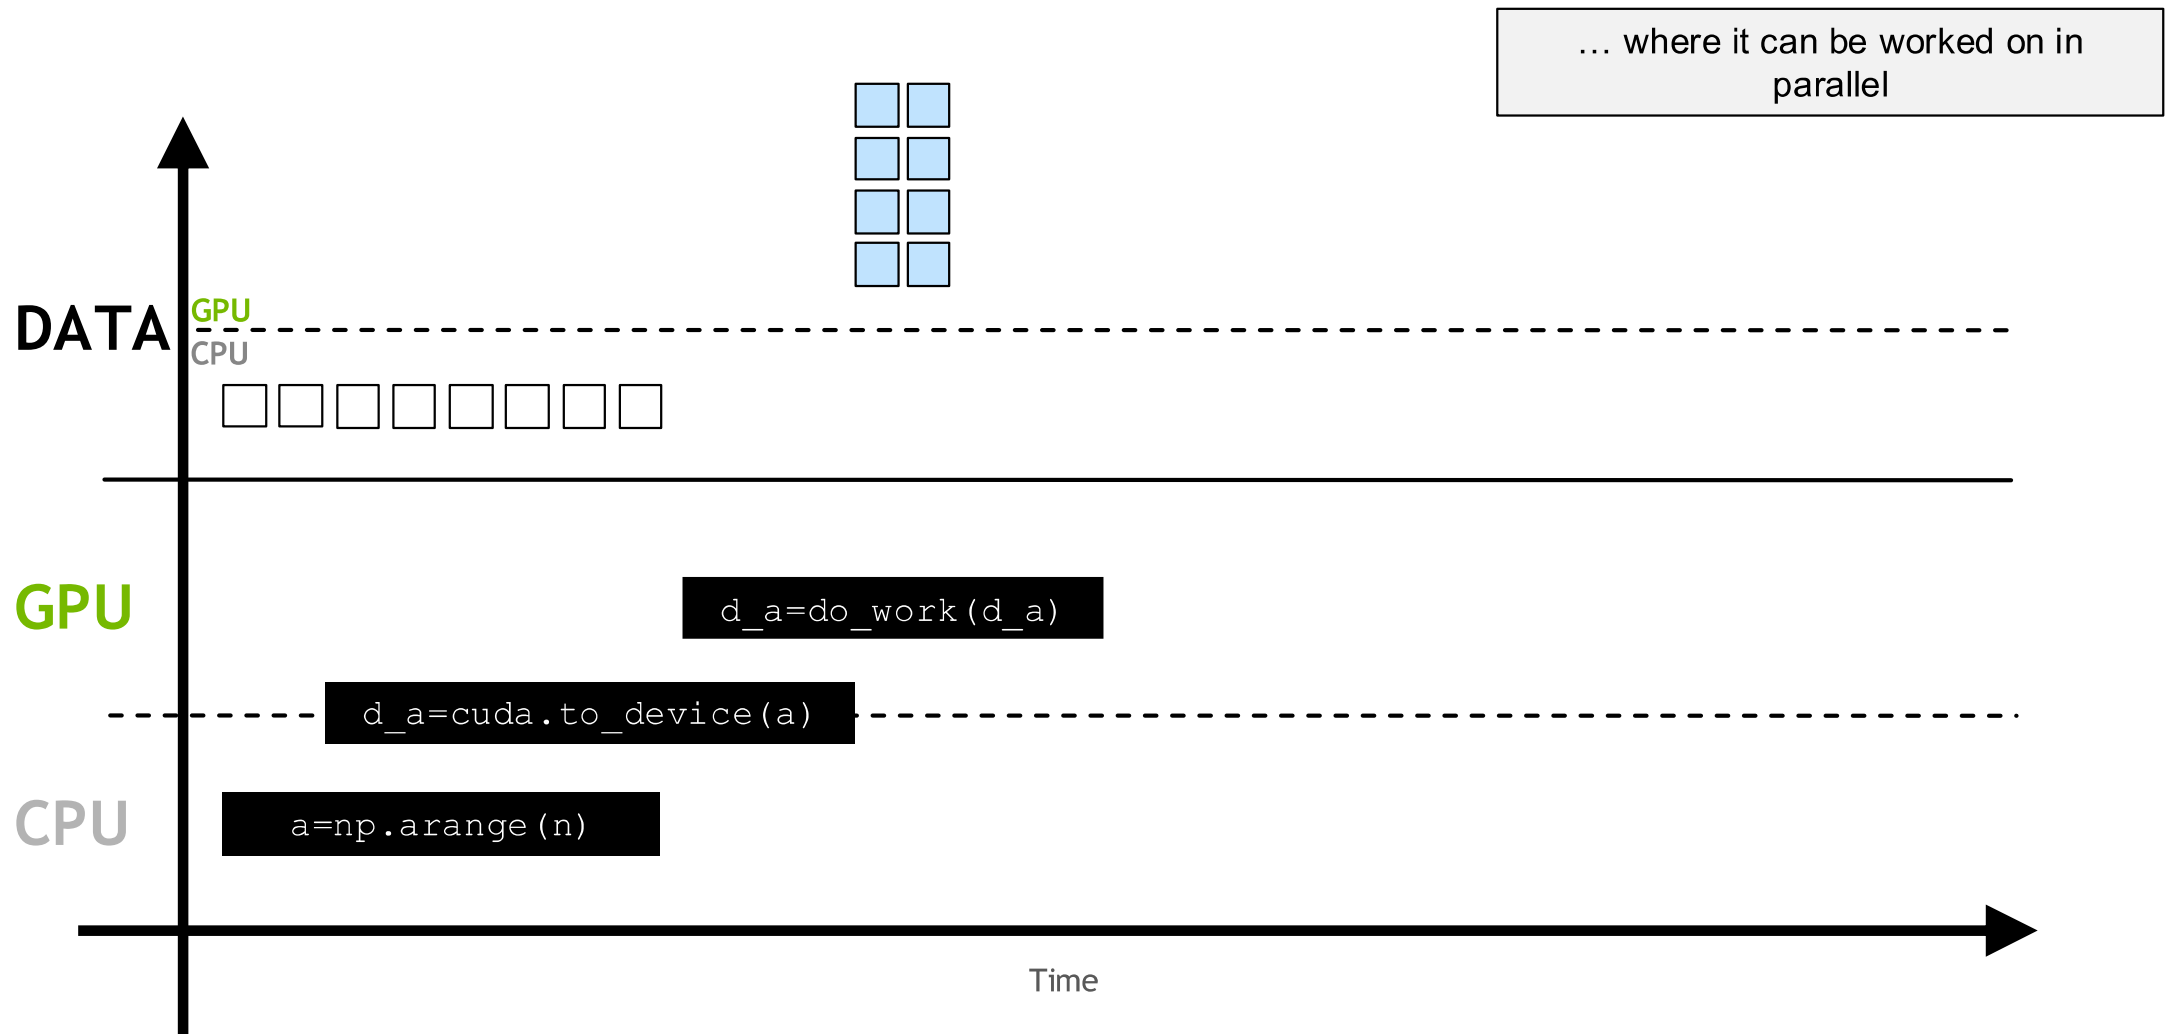 … where it can be worked on in
parallel
DATA
GPU
CPU
GPU
d_a=do_work(d_a)
d_a=cuda.to_device(a)
CPU
a=np.arange(n)
Time